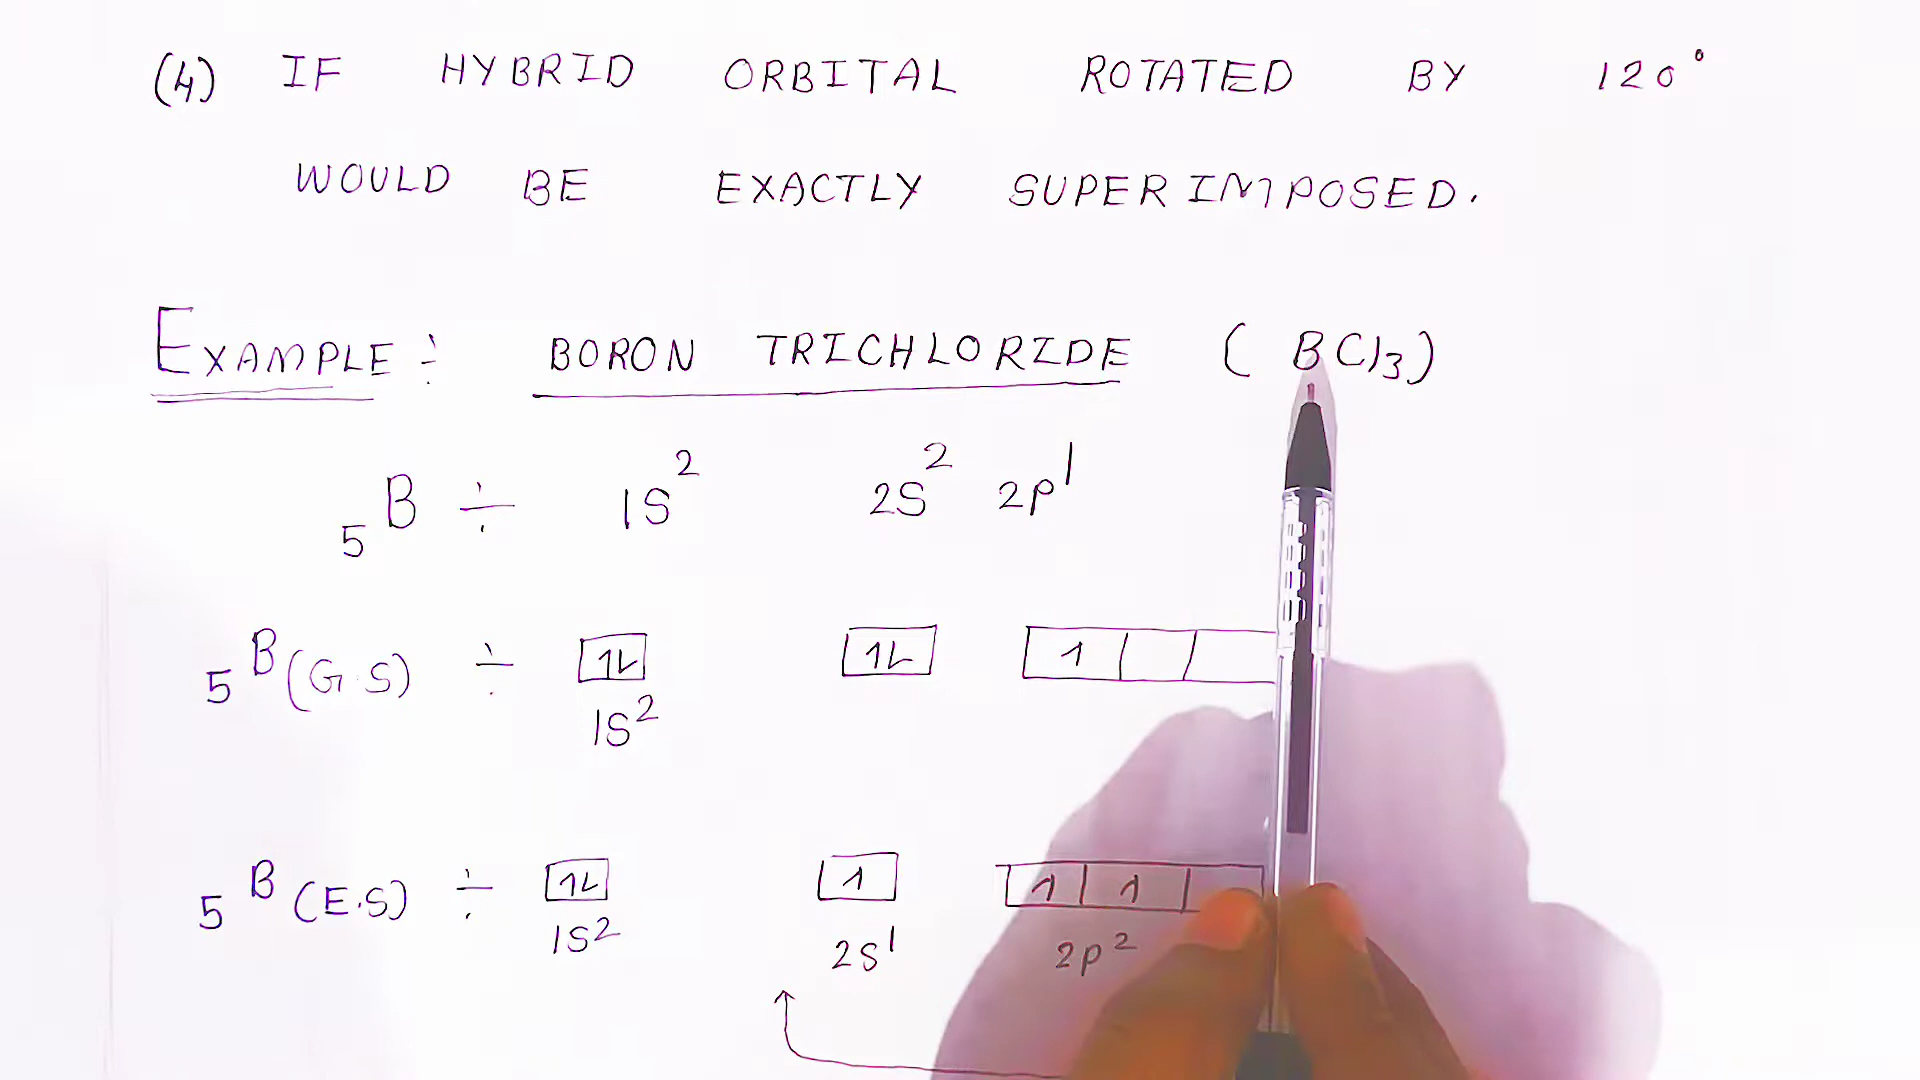 (4) IF HYBRID ORBITAL ROTATED BY 120°
WOULD BE EXACTLY SUPERIMPOSED.
EXAMPLE ÷ BORON TRICHLORIDE (BCl3)
5B ÷ 1S² 2S² 2P¹
5B(G.S) ÷ 1L 1L 1
1S²
5B(E.S) ÷ 1L 1 1 1
1S² 2S¹ 2P²